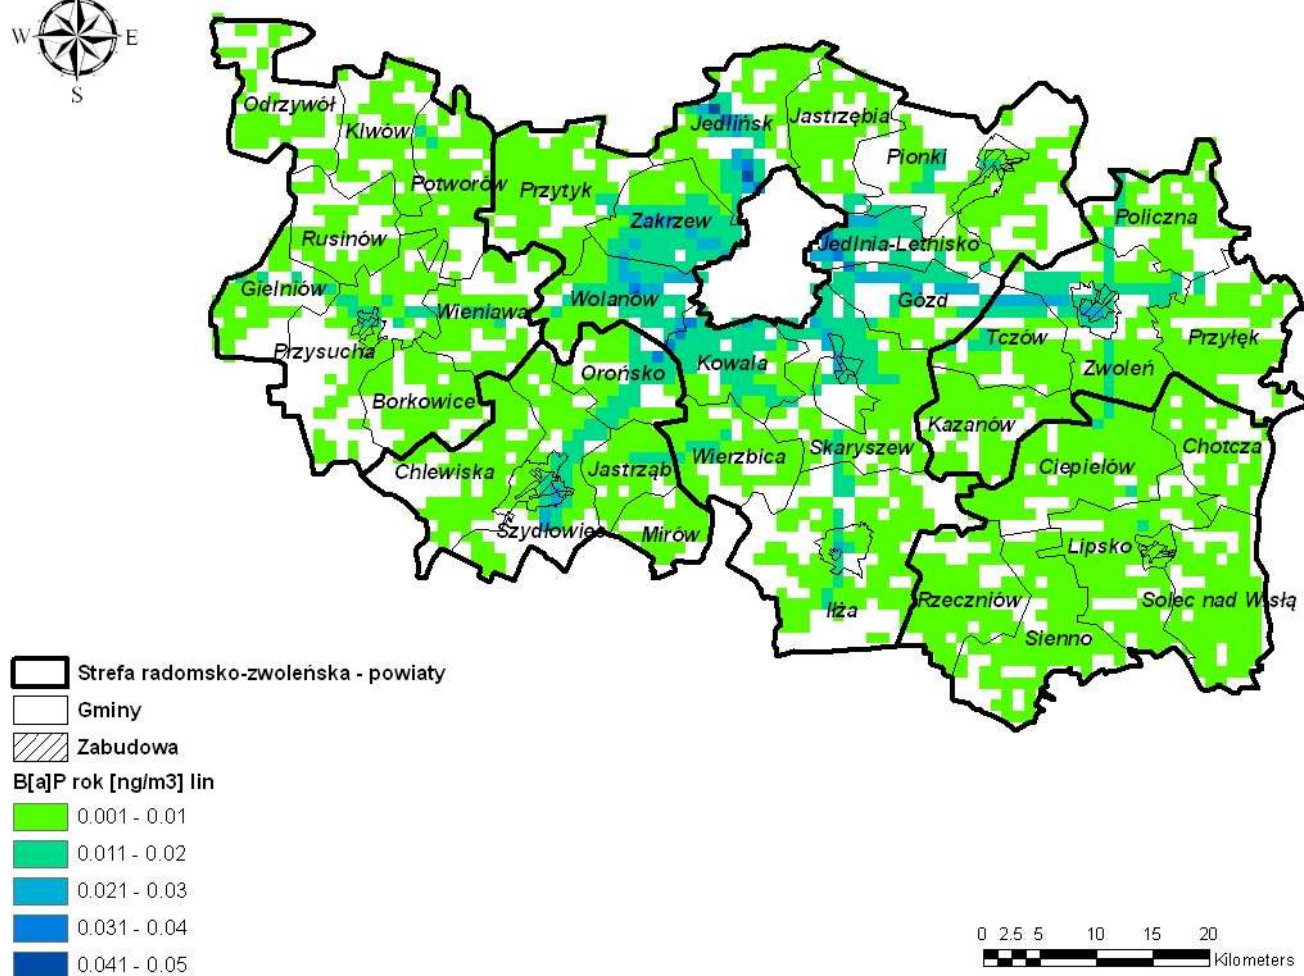 W E
S
Odrzywół
Klwów
Jedlińsk
Jastrzębia
Pionki
Potworów
Przytyk
Policzna
Zakrzew
Rusinów
Jedlnia-Letnisko
Gielniów
Wolanów
Gózd
Wieniawa
Tczów
Przyłęk
Przysucha
Orońsko
Kowala
Zwoleń
Borkowice
Kazanów
Skaryszew
Chotcza
Chlewiska
Jastrząb
Wierzbica
Ciepielów
Szydłowiec
Mirów
Lipsko
Iłża
Rzeczniów
Solec nad Wisłą
Sienno
Strefa radomsko-zwoleńska - powiaty
Gminy
Zabudowa
B[a]P rok [ng/m3] lin
0.001 - 0.01
0.011 - 0.02
0.021 - 0.03
0.031 - 0.04
0.041 - 0.05
0 2.5 5 10 15 20
Kilometers